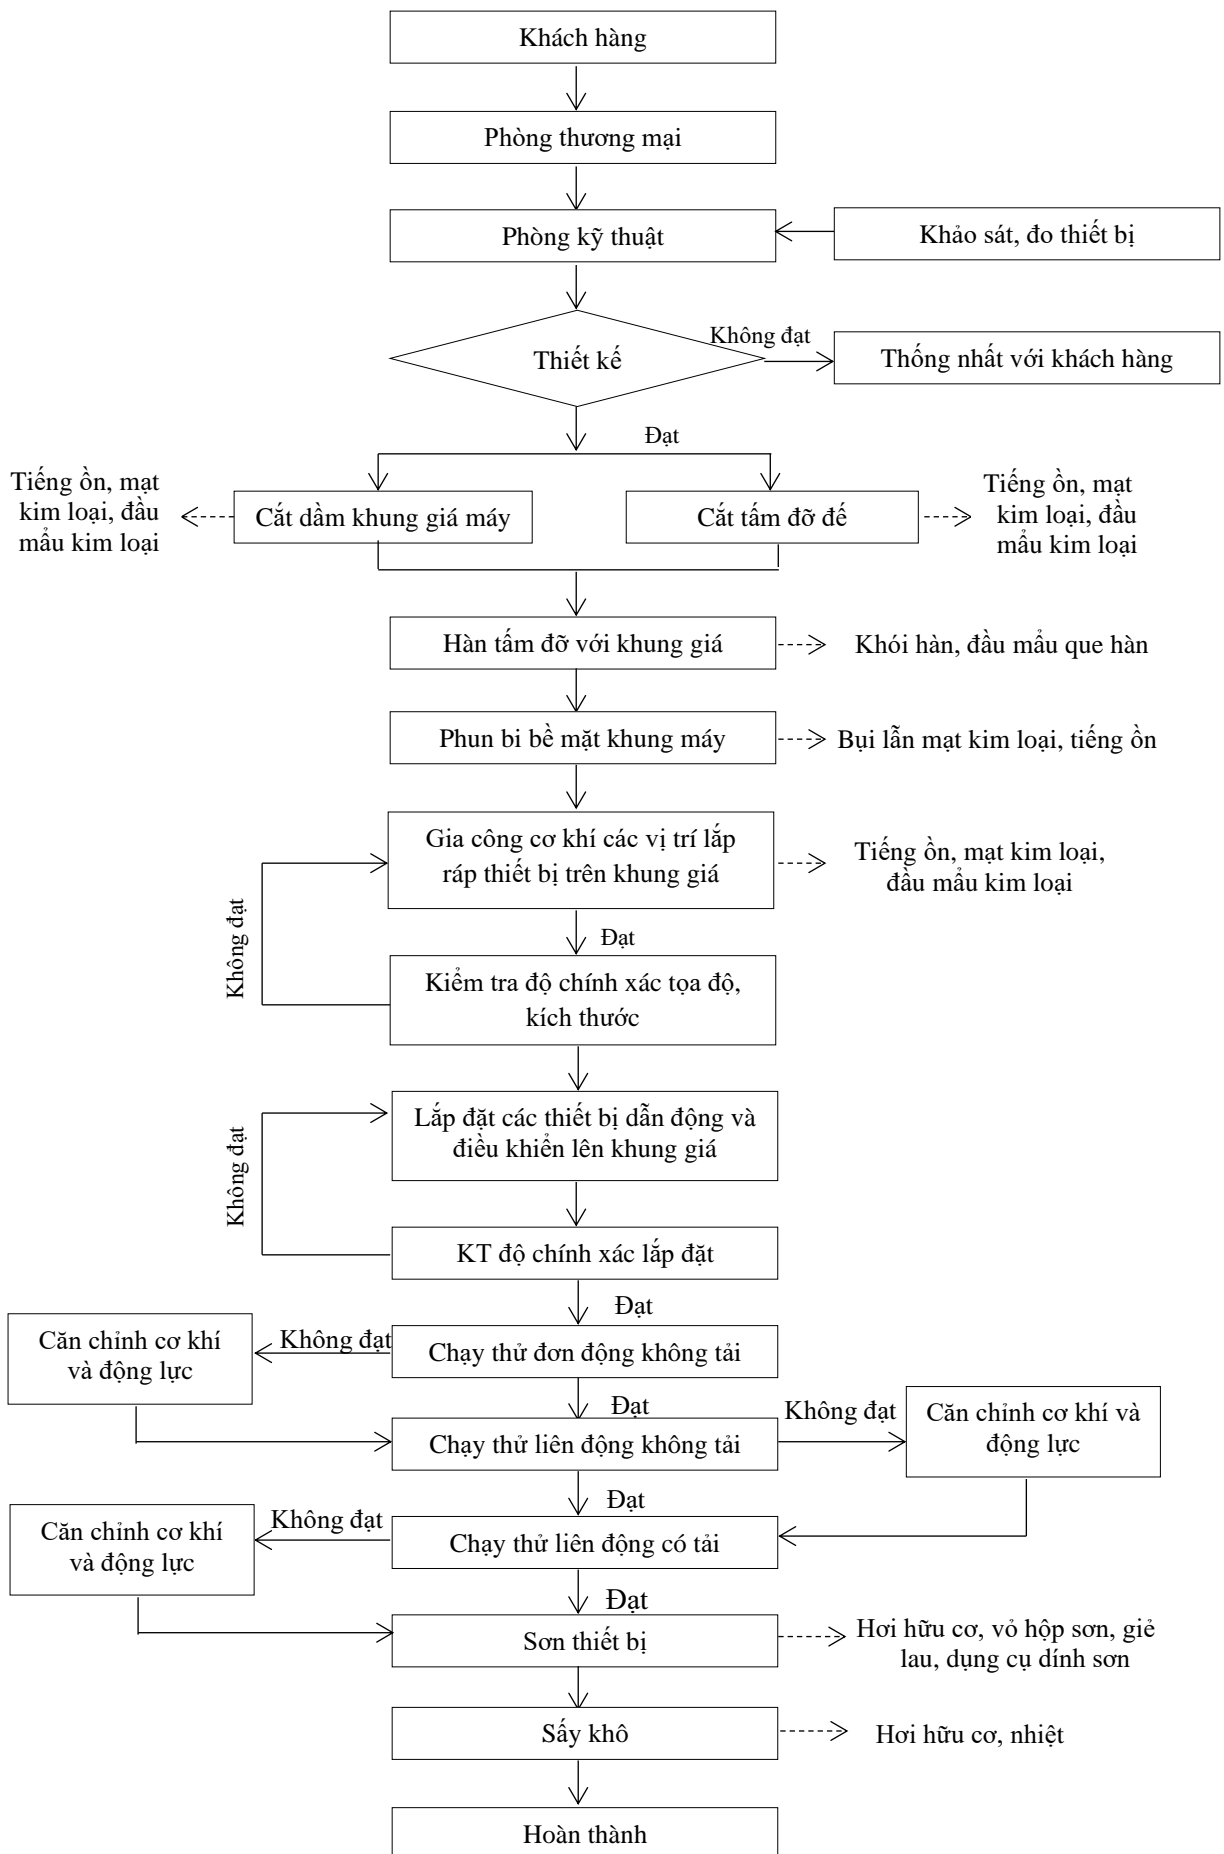 Khách hàng
Phòng thương mại
Phòng kỹ thuật
Khảo sát, đo thiết bị
Thiết kế
Không đạt
Thống nhất với khách hàng
Đạt
Tiếng ồn, mạt
kim loại, đầu
mẩu kim loại
Cắt dầm khung giá máy
Cắt tấm đỡ đế
Tiếng ồn, mạt
kim loại, đầu
mẩu kim loại
Hàn tấm đỡ với khung giá
Khói hàn, đầu mẩu que hàn
Phun bi bề mặt khung máy
Bụi lẫn mạt kim loại, tiếng ồn
Gia công cơ khí các vị trí lắp
ráp thiết bị trên khung giá
Tiếng ồn, mạt kim loại,
đầu mẩu kim loại
Không đạt
Đạt
Kiểm tra độ chính xác tọa độ,
kích thước
Lắp đặt các thiết bị dẫn động và
điều khiển lên khung giá
Không đạt
KT độ chính xác lắp đặt
Đạt
Căn chỉnh cơ khí
và động lực
Không đạt
Chạy thử đơn động không tải
Đạt
Chạy thử liên động không tải
Không đạt
Căn chỉnh cơ khí và
động lực
Đạt
Căn chỉnh cơ khí
và động lực
Không đạt
Chạy thử liên động có tải
Đạt
Sơn thiết bị
Hơi hữu cơ, vỏ hộp sơn, giẻ
lau, dụng cụ dính sơn
Sấy khô
Hơi hữu cơ, nhiệt
Hoàn thành